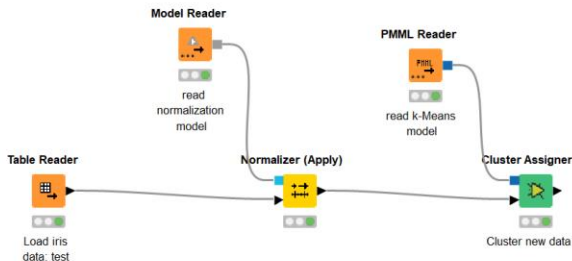 Model Reader
PMML Reader
PMML
read
normalization
model
read k-Means
model
Table Reader
Normalizer (Apply)
Cluster Assigner
Load iris
data: test
Cluster new data